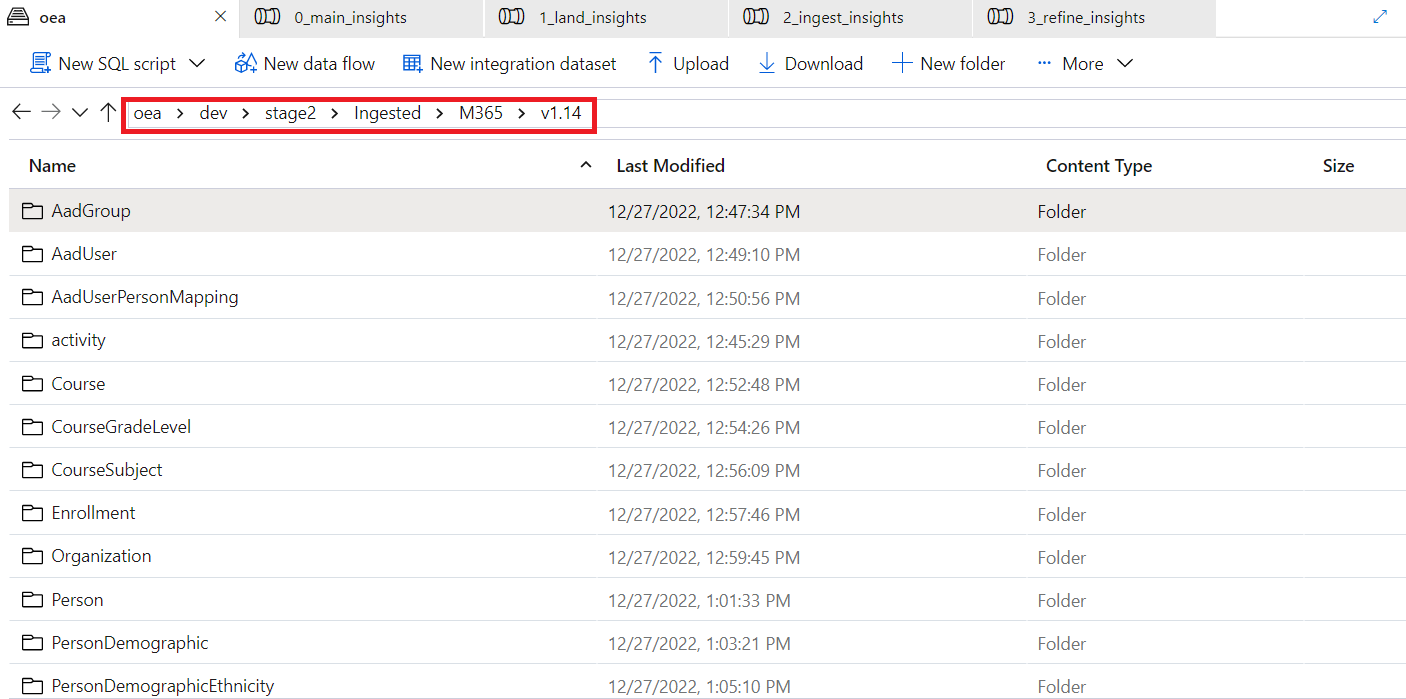 oea 0_main_insights 1_land_insights 2_ingest_insights 3_refine_insights
New SQL script New data flow New integration dataset Upload Download New folder More
oea > dev > stage2 > Ingested > M365 > v1.14
Name Last Modified Content Type Size
AadGroup 12/27/2022, 12:47:34 PM Folder
AadUser 12/27/2022, 12:49:10 PM Folder
AadUserPersonMapping 12/27/2022, 12:50:56 PM Folder
activity 12/27/2022, 12:45:29 PM Folder
Course 12/27/2022, 12:52:48 PM Folder
CourseGradeLevel 12/27/2022, 12:54:26 PM Folder
CourseSubject 12/27/2022, 12:56:09 PM Folder
Enrollment 12/27/2022, 12:57:46 PM Folder
Organization 12/27/2022, 12:59:45 PM Folder
Person 12/27/2022, 1:01:33 PM Folder
PersonDemographic 12/27/2022, 1:03:21 PM Folder
PersonDemographicEthnicity 12/27/2022, 1:05:10 PM Folder